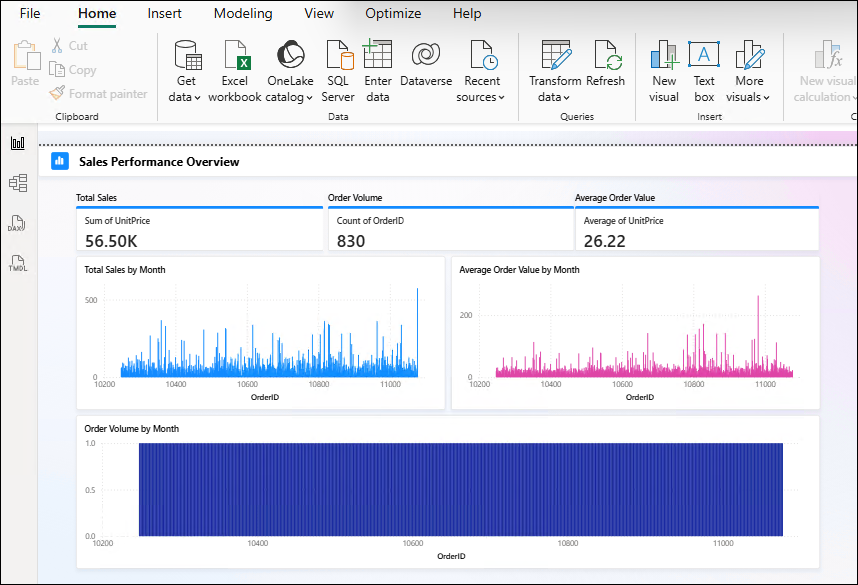 File Home Insert Modeling View Optimize Help
Paste
Cut
Copy
Format painter
Clipboard
Get
data
Excel
workbook
OneLake
catalog
SQL
Server
Enter
data
Dataverse
Recent
sources
Data
Transform
data
Refresh
Queries
New
visual
Text
box
More
visuals
Insert
New visual
calculation
C
X
A
fx
DAX
TMDL
Sales Performance Overview
Total Sales
Sum of UnitPrice
56.50K
Order Volume
Count of OrderID
830
Average Order Value
Average of UnitPrice
26.22
Total Sales by Month
500
0
10200 10400 10600 10800 11000
OrderID
Average Order Value by Month
200
0
10200 10400 10600 10800 11000
OrderID
Order Volume by Month
1.0
0.5
0.0
10200 10400 10600 10800 11000
OrderID